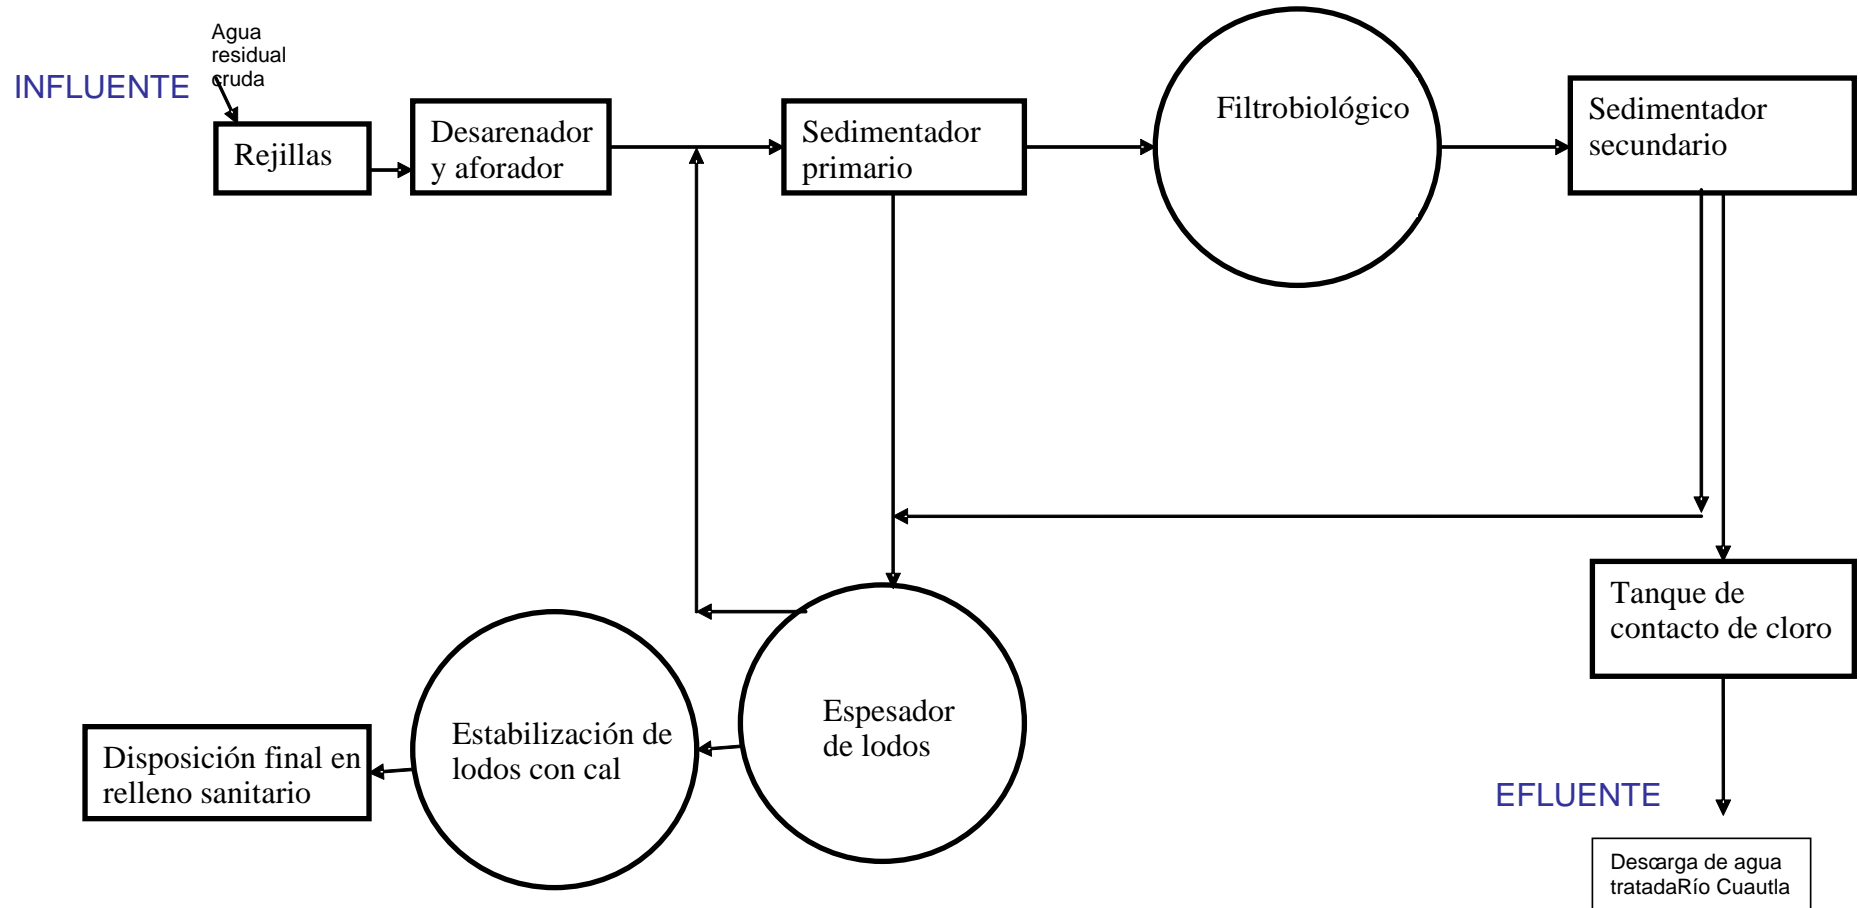 Agua
residual
cruda
INFLUENTE
Rejillas
Desarenador
y aforador
Sedimentador
primario
Filtrobiológico
Sedimentador
secundario
Tanque de
contacto de cloro
Espesador
de lodos
Estabilización de
lodos con cal
Disposición final en
relleno sanitario
EFLUENTE
Descarga de agua
tratadaRío Cuautla